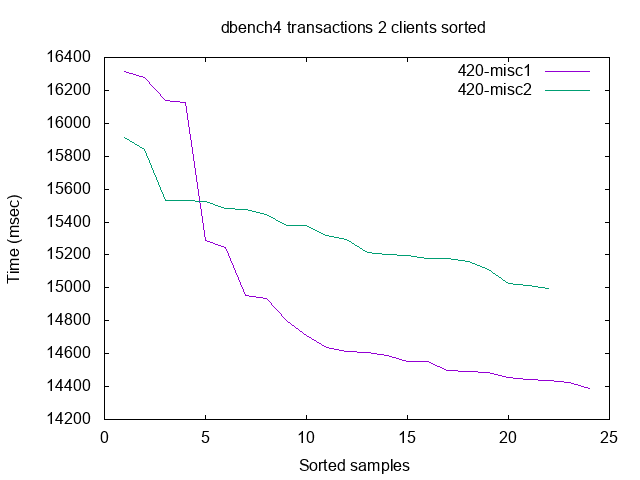 dbench4 transactions 2 clients sorted
16400
16200
16000
15800
15600
15400
15200
15000
14800
14600
14400
14200
Time (msec)
420-misc1
420-misc2
0 5 10 15 20 25
Sorted samples